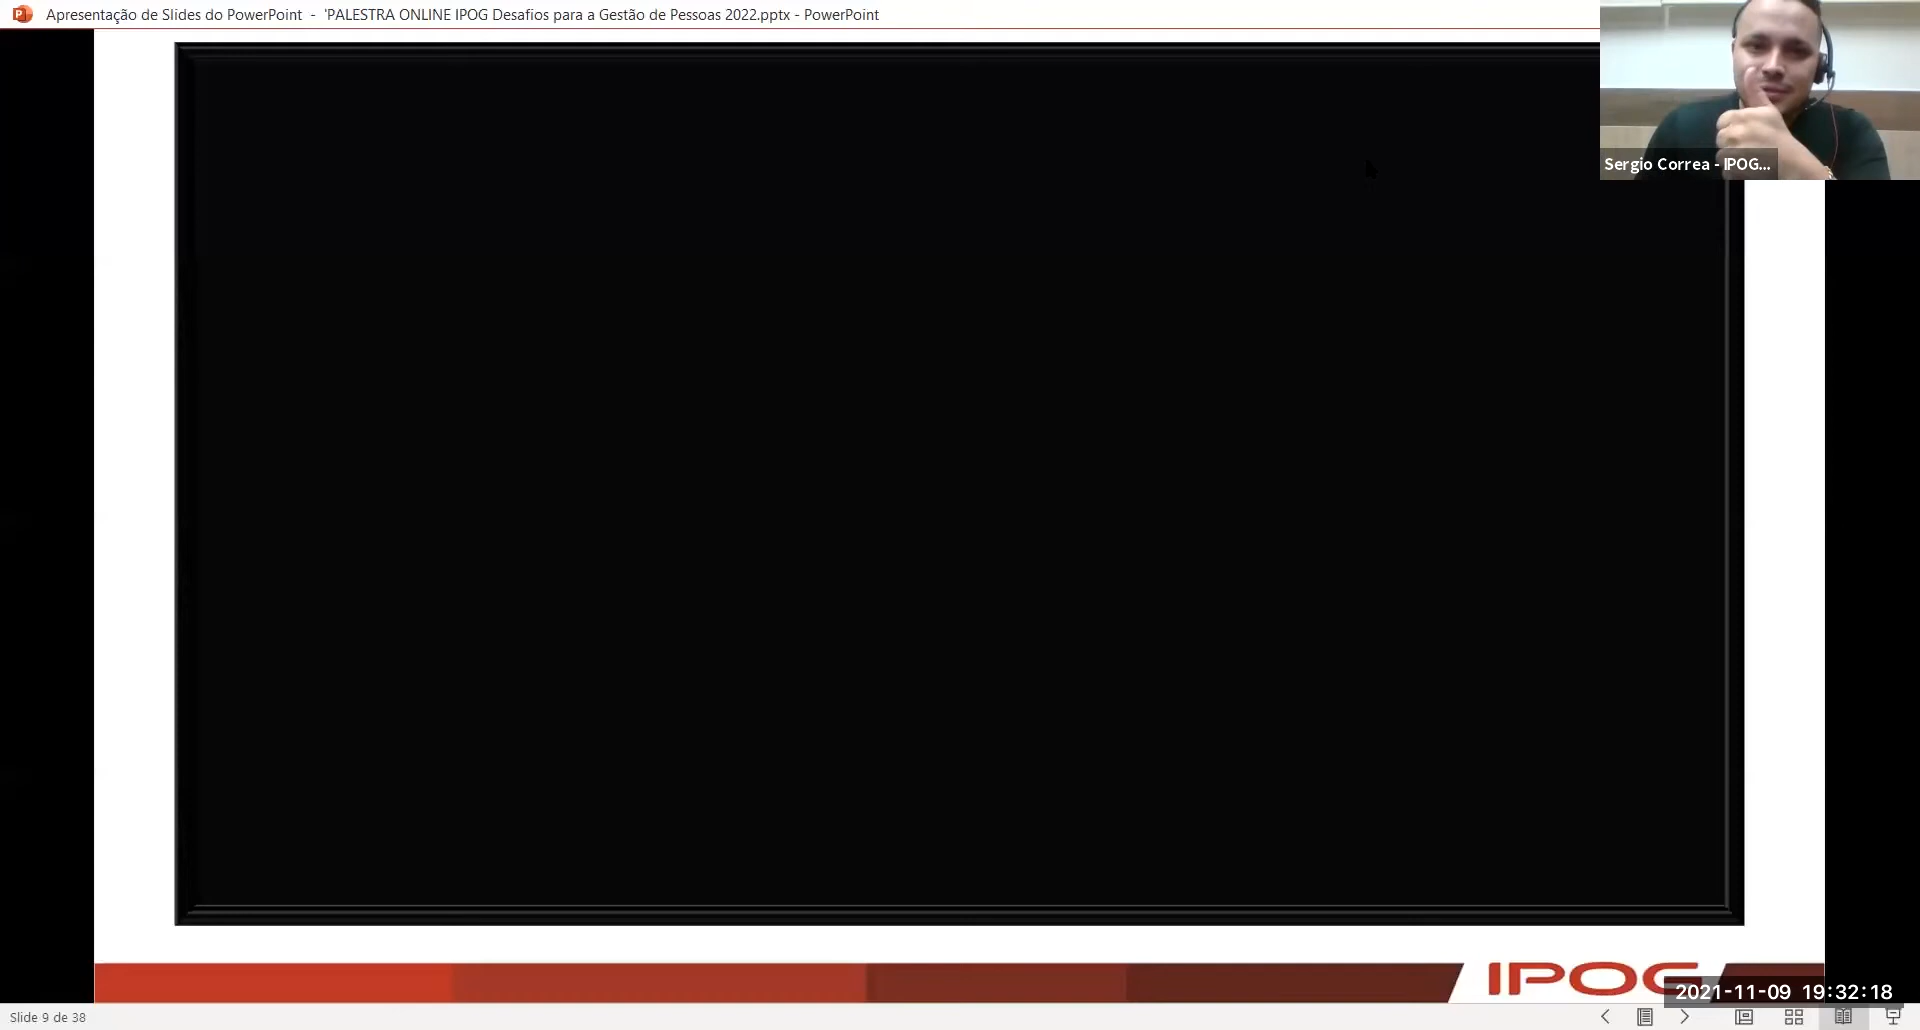 Apresentação de Slides do PowerPoint - 'PALESTRA ONLINE IPOG Desafios para a Gestão de Pessoas 2022.pptx - PowerPoint
Sergio Correa - IPOG...
IPOG
2021-11-09 19:32:18
Slide 9 de 38